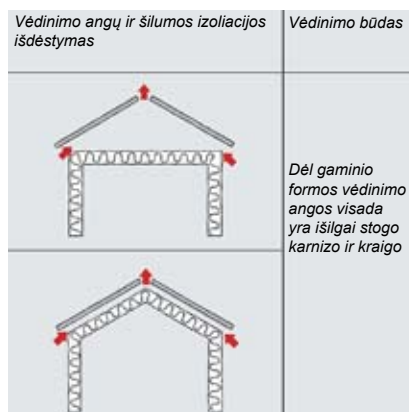 Vėdinimo angų ir šilumos izoliacijos
išdėstymas
Vėdinimo būdas
Dėl gaminio
formos vėdinimo
angos visada
yra išilgai stogo
karnizo ir kraigo